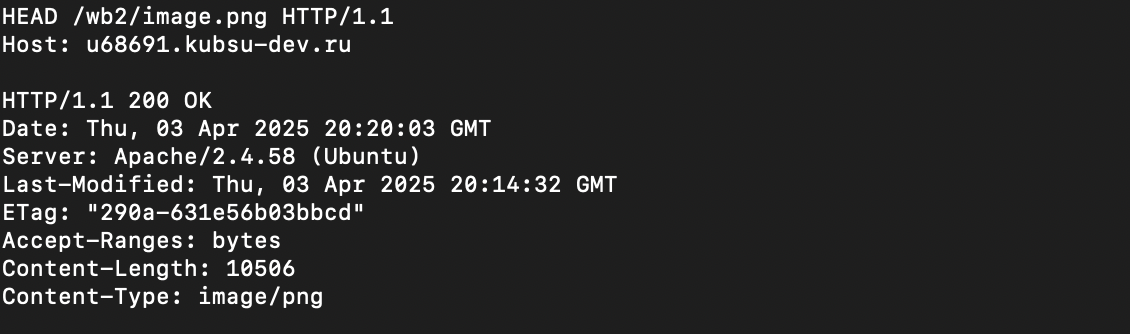 HEAD /wb2/image.png HTTP/1.1
Host: u68691.kubsu-dev.ru

HTTP/1.1 200 OK
Date: Thu, 03 Apr 2025 20:20:03 GMT
Server: Apache/2.4.58 (Ubuntu)
Last-Modified: Thu, 03 Apr 2025 20:14:32 GMT
ETag: "290a-631e56b03bbcd"
Accept-Ranges: bytes
Content-Length: 10506
Content-Type: image/png